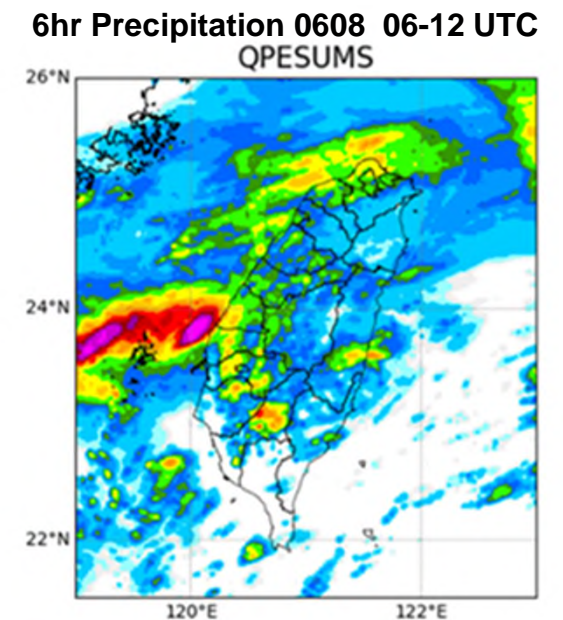 6hr Precipitation 0608 06-12 UTC
QPESUMS
26°N
24°N
22°N
120°E 122°E